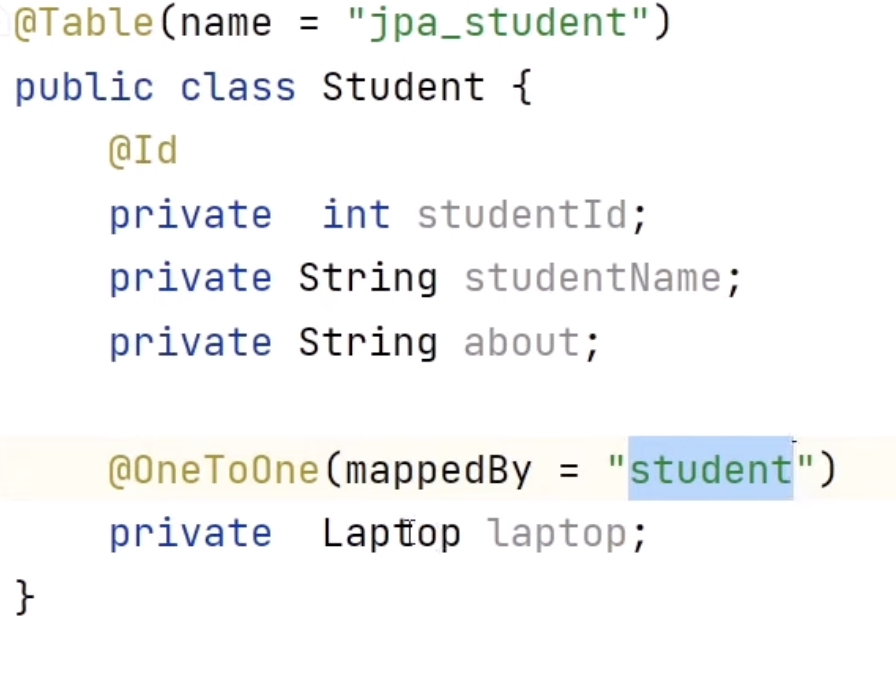 @Table(name = "jpa_student")
public class Student {
    @Id
    private  int studentId;
    private String studentName;
    private String about;

    @OneToOne(mappedBy = "student")
    private  Laptop laptop;
}